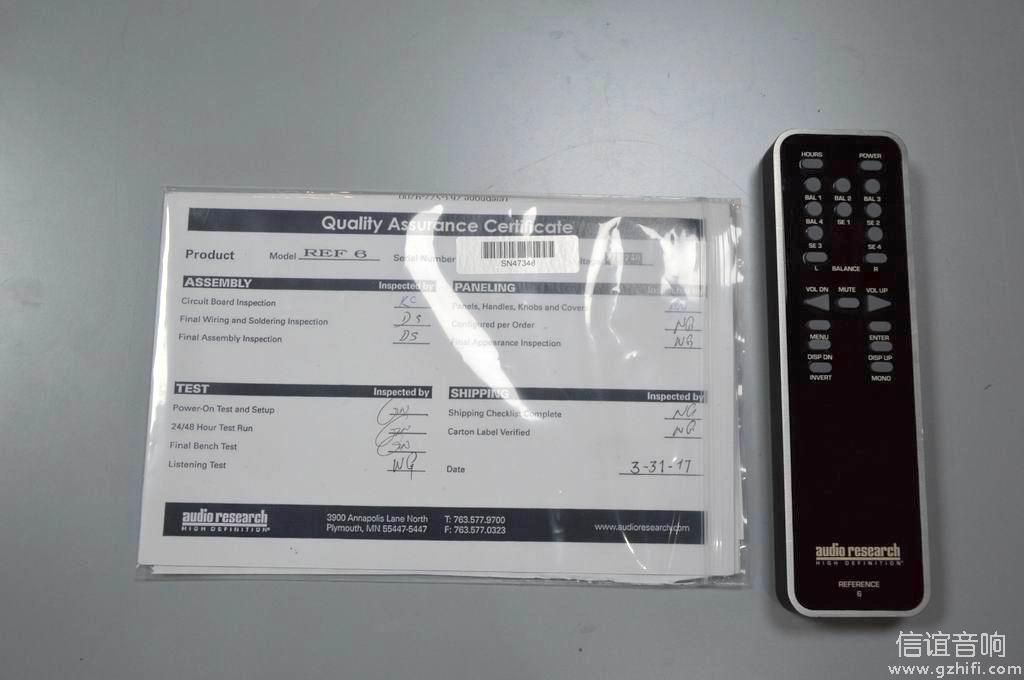 Quality Assurance Certificate
Product Model REF 6 Serial Number SN47346
ASSEMBLY Inspected by
Circuit Board Inspection KC
Final Wiring and Soldering Inspection DS
Final Assembly Inspection DS
PANELING
Panels, Handles, Knobs and Covers
Configured per Order NG
Final Appearance Inspection NG
TEST Inspected by
Power-On Test and Setup
24/48 Hour Test Run
Final Bench Test
Listening Test NG
SHIPPING Inspected by
Shipping Checklist Complete NG
Carton Label Verified NG
Date 3-31-17
audio research
HIGH DEFINITION®
3900 Annapolis Lane North
Plymouth, MN 55447-5447
T: 763.577.9700
F: 763.577.0323
www.audioresearch.com
HOURS POWER
BAL 1 BAL 2 BAL 3
BAL 4 SE 1 SE 2
SE 3 SE 4
L BALANCE R
VOL DN MUTE VOL UP
MENU ENTER
DISP DN DISP UP
INVERT MONO
audio research
HIGH DEFINITION®
REFERENCE
6
信谊音响
www.gzhifi.com